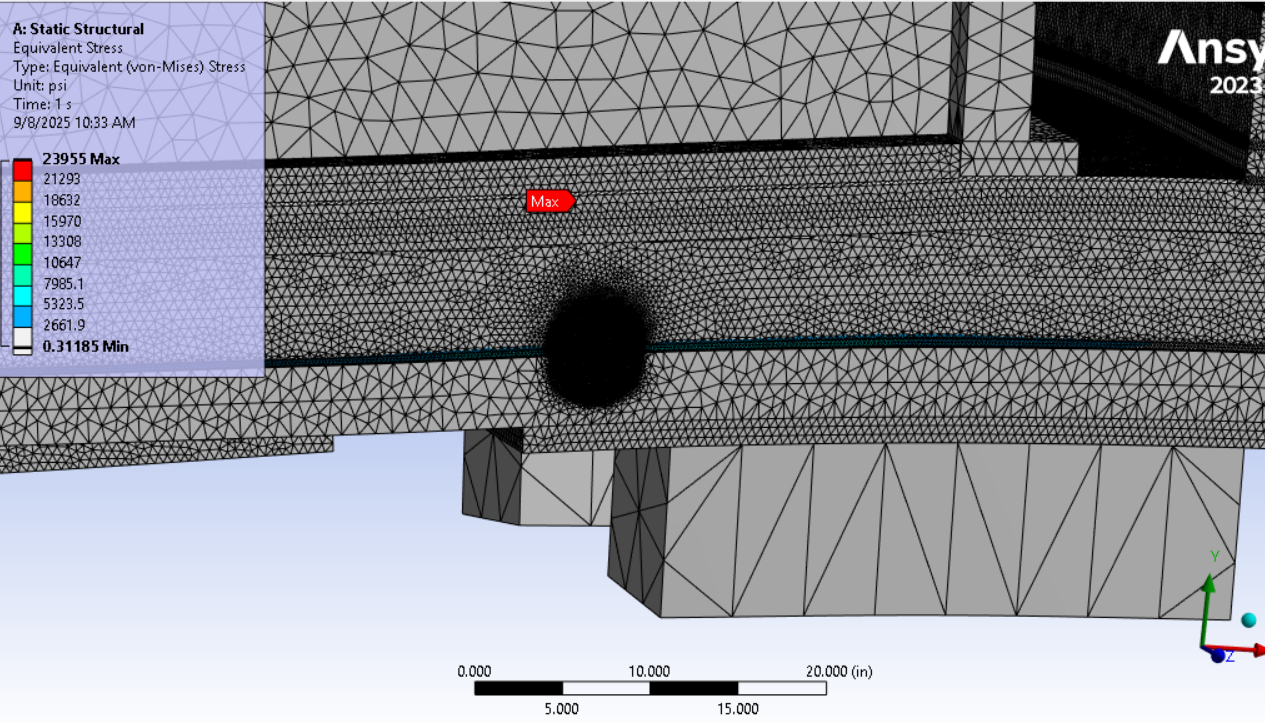 A: Static Structural
Equivalent Stress
Type: Equivalent (von-Mises) Stress
Unit: psi
Time: 1 s
9/8/2025 10:33 AM
23955 Max
21293
18632
15970
13308
10647
7985.1
5323.5
2661.9
0.31185 Min
Max
Ansy
2023
0.000 10.000 20.000 (in)
5.000 15.000
Y
Z